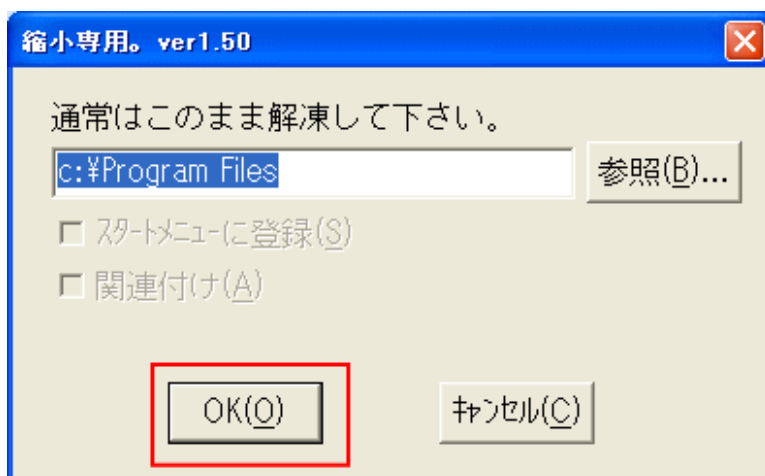 縮小専用。 ver1.50
通常はこのまま解凍して下さい。
c:¥Program Files
参照(B)...
ｽﾀｰﾄﾒﾆｭｰに登録(S)
関連付け(A)
OK(O)
ｷｬﾝｾﾙ(C)